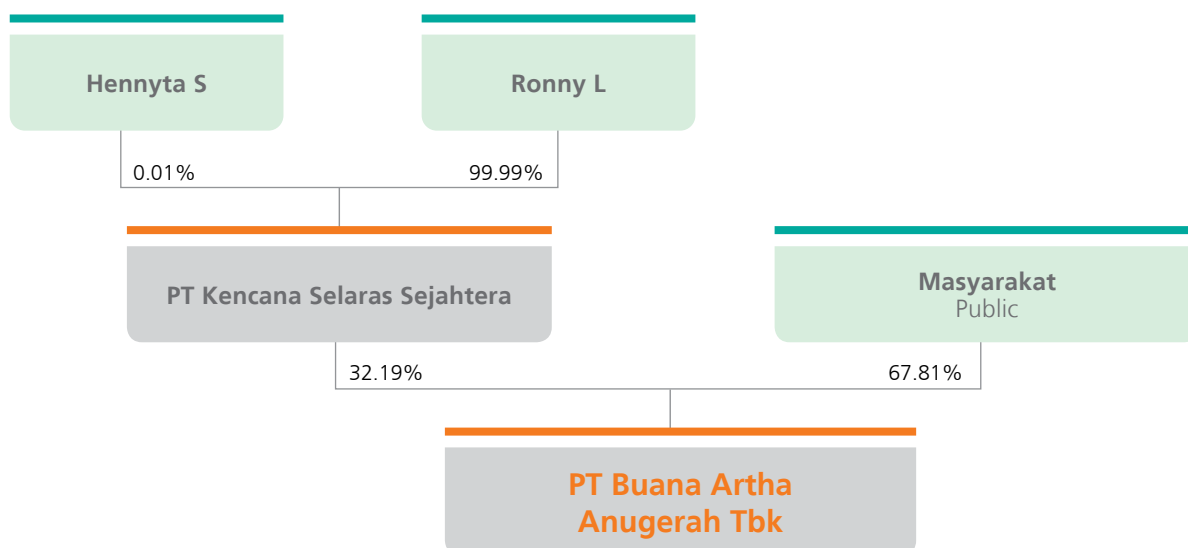 Hennyta S
Ronny L
0.01%
99.99%
PT Kencana Selaras Sejahtera
Masyarakat
Public
32.19%
67.81%
PT Buana Artha
Anugerah Tbk